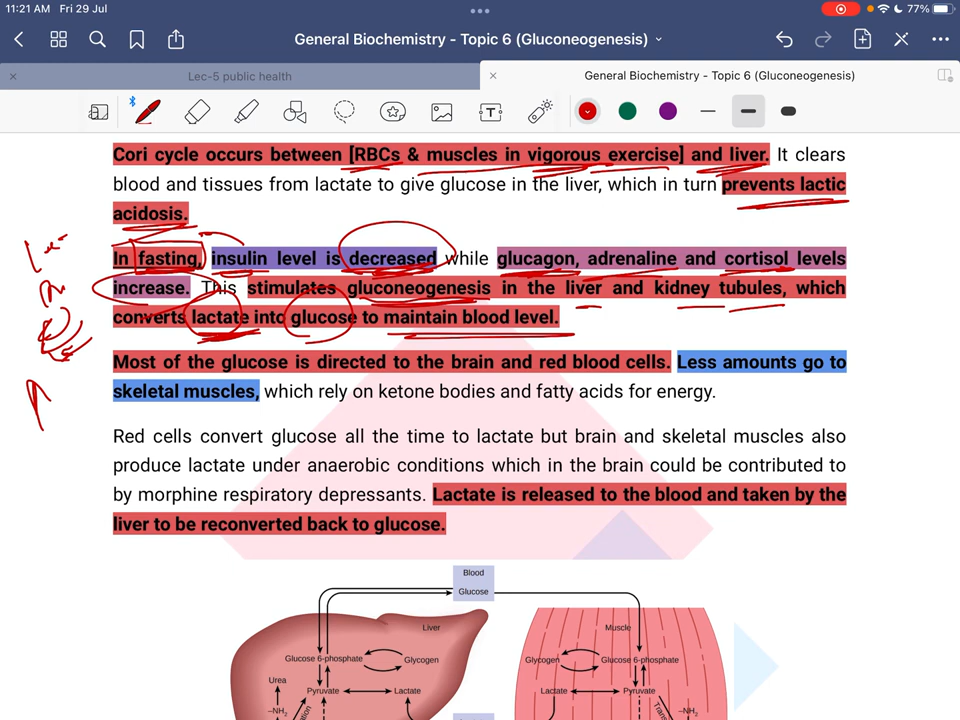 11:21 AM Fri 29 Jul
77%
General Biochemistry - Topic 6 (Gluconeogenesis)
Lec-5 public health
General Biochemistry - Topic 6 (Gluconeogenesis)
Cori cycle occurs between [RBCs & muscles in vigorous exercise] and liver. It clears
blood and tissues from lactate to give glucose in the liver, which in turn prevents lactic
acidosis.
In fasting, insulin level is decreased while glucagon, adrenaline and cortisol levels
increase. This stimulates gluconeogenesis in the liver and kidney tubules, which
converts lactate into glucose to maintain blood level.
Most of the glucose is directed to the brain and red blood cells. Less amounts go to
skeletal muscles, which rely on ketone bodies and fatty acids for energy.
Red cells convert glucose all the time to lactate but brain and skeletal muscles also
produce lactate under anaerobic conditions which in the brain could be contributed to
by morphine respiratory depressants. Lactate is released to the blood and taken by the
liver to be reconverted back to glucose.
Blood
Glucose
Liver
Muscle
Glucose 6-phosphate
Glycogen
Glycogen
Glucose 6-phosphate
Urea
Pyruvate
Lactate
Lactate
Pyruvate
–NH2
–NH2